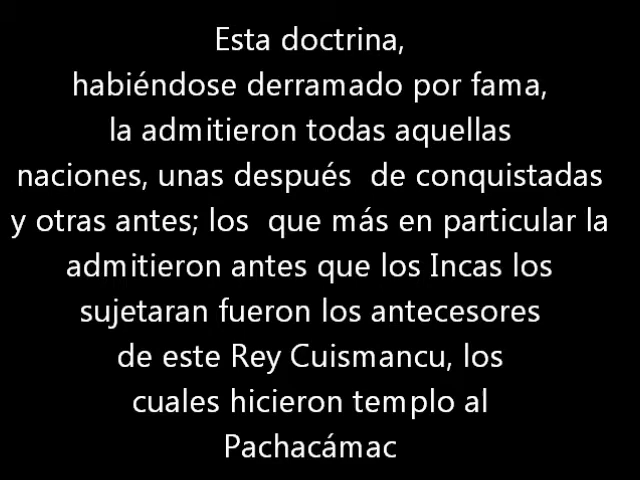 Esta doctrina,
habiéndose derramado por fama,
la admitieron todas aquellas
naciones, unas después  de conquistadas
y otras antes; los  que más en particular la
admitieron antes que los Incas los
sujetaran fueron los antecesores
de este Rey Cuismancu, los
cuales hicieron templo al
Pachacámac